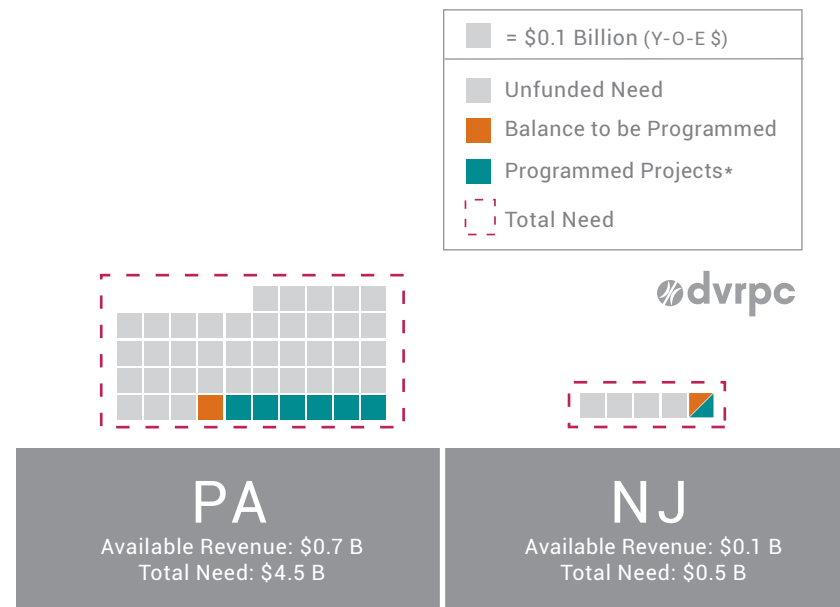 = $0.1 Billion (Y-O-E $)
Unfunded Need
Balance to be Programmed
Programmed Projects*
Total Need
dvrpc
PA
Available Revenue: $0.7 B
Total Need: $4.5 B
NJ
Available Revenue: $0.1 B
Total Need: $0.5 B